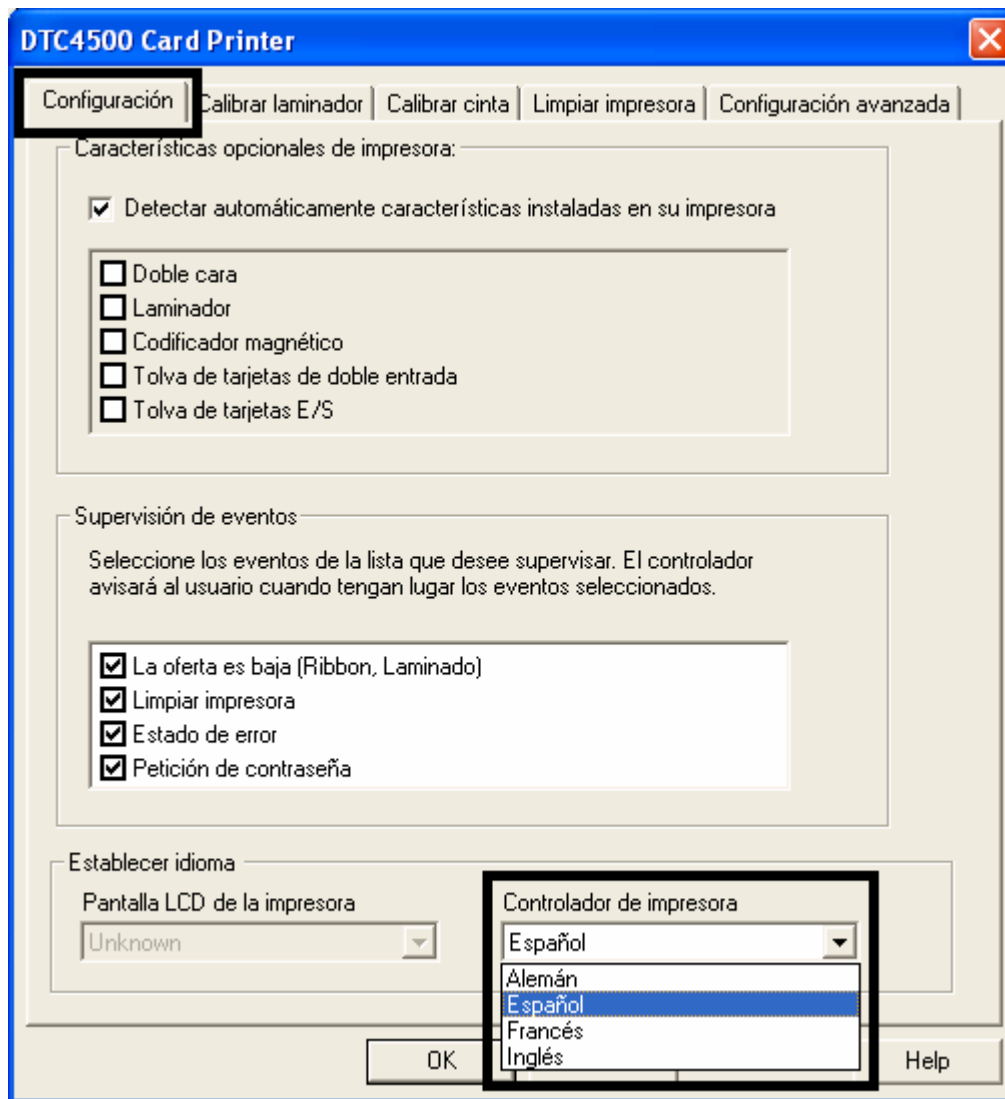 DTC4500 Card Printer
Configuración Calibrar laminador Calibrar cinta Limpiar impresora Configuración avanzada
Características opcionales de impresora:
Detectar automáticamente características instaladas en su impresora
Doble cara
Laminador
Codificador magnético
Tolva de tarjetas de doble entrada
Tolva de tarjetas E/S
Supervisión de eventos
Seleccione los eventos de la lista que desee supervisar. El controlador
avisará al usuario cuando tengan lugar los eventos seleccionados.
La oferta es baja (Ribbon, Laminado)
Limpiar impresora
Estado de error
Petición de contraseña
Establecer idioma
Pantalla LCD de la impresora
Unknown
Controlador de impresora
Español
Alemán
Español
Francés
Inglés
OK
Help